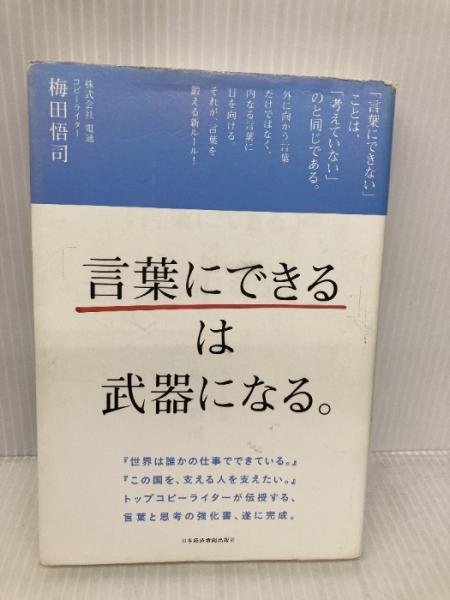 「言葉にできない」
ことは、
「考えていない」
のと同じである。
外に向かう言葉
だけではなく、
内なる言葉に
目を向ける。
それが、言葉を
鍛える新ルール！
株式会社 電通
コピーライター
梅田悟司
「言葉にできる」
は
武器になる。
『世界は誰かの仕事でできている。』
『この国を、支える人を支えたい。』
トップコピーライターが伝授する、
言葉と思考の強化書、遂に完成。
日本経済新聞出版社